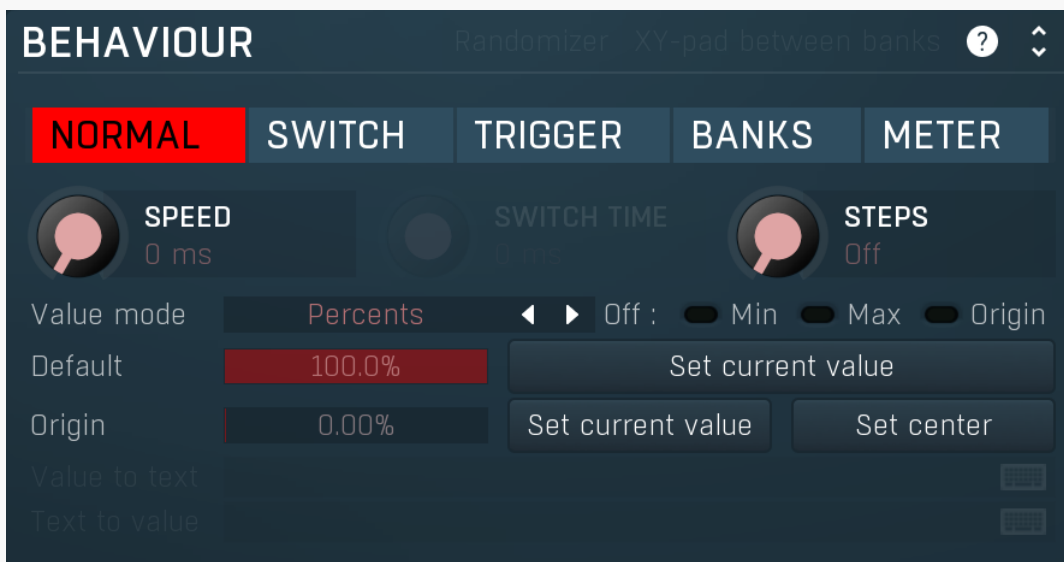 BEHAVIOUR Randomizer XY-pad between banks ?
NORMAL SWITCH TRIGGER BANKS METER
SPEED SWITCH TIME STEPS
0 ms 0 ms Off
Value mode Percents Off : Min Max Origin
Default 100.0% Set current value
Origin 0.00% Set current value Set center
Value to text
Text to value